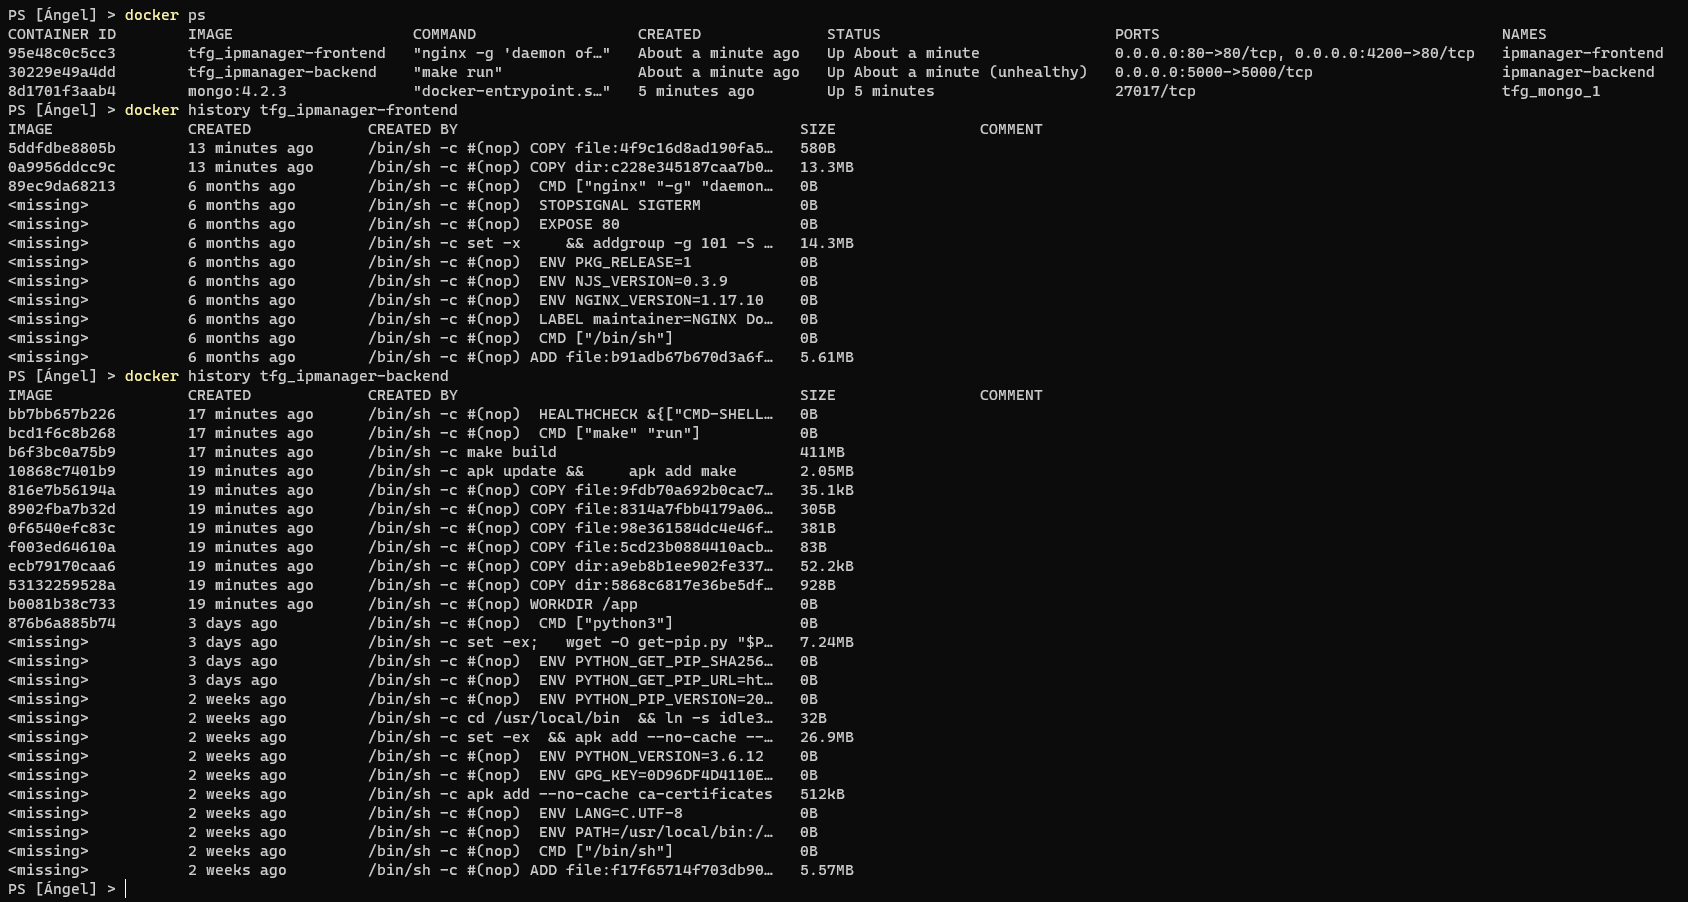 PS [Ángel] > docker ps
CONTAINER ID        IMAGE                    COMMAND                  CREATED              STATUS                          PORTS                                      NAMES
95e48c0c5cc3        tfg_ipmanager-frontend   "nginx -g 'daemon of…"   About a minute ago   Up About a minute               0.0.0.0:80->80/tcp, 0.0.0.0:4200->80/tcp   ipmanager-frontend
30229e49a4dd        tfg_ipmanager-backend    "make run"               About a minute ago   Up About a minute (unhealthy)   0.0.0.0:5000->5000/tcp                     ipmanager-backend
8d1701f3aab4        mongo:4.2.3              "docker-entrypoint.s…"   5 minutes ago        Up 5 minutes                    27017/tcp                                  tfg_mongo_1
PS [Ángel] > docker history tfg_ipmanager-frontend
IMAGE               CREATED             CREATED BY                                      SIZE                COMMENT
5ddfdbe8805b        13 minutes ago      /bin/sh -c #(nop) COPY file:4f9c16d8ad190fa5…   580B
0a9956ddcc9c        13 minutes ago      /bin/sh -c #(nop) COPY dir:c228e345187caa7b0…   13.3MB
89ec9da68213        6 months ago        /bin/sh -c #(nop)  CMD ["nginx" "-g" "daemon…   0B
<missing>           6 months ago        /bin/sh -c #(nop)  STOPSIGNAL SIGTERM           0B
<missing>           6 months ago        /bin/sh -c #(nop)  EXPOSE 80                    0B
<missing>           6 months ago        /bin/sh -c set -x     && addgroup -g 101 -S …   14.3MB
<missing>           6 months ago        /bin/sh -c #(nop)  ENV PKG_RELEASE=1            0B
<missing>           6 months ago        /bin/sh -c #(nop)  ENV NJS_VERSION=0.3.9        0B
<missing>           6 months ago        /bin/sh -c #(nop)  ENV NGINX_VERSION=1.17.10    0B
<missing>           6 months ago        /bin/sh -c #(nop)  LABEL maintainer=NGINX Do…   0B
<missing>           6 months ago        /bin/sh -c #(nop)  CMD ["/bin/sh"]              0B
<missing>           6 months ago        /bin/sh -c #(nop) ADD file:b91adb67b670d3a6f…   5.61MB
PS [Ángel] > docker history tfg_ipmanager-backend
IMAGE               CREATED             CREATED BY                                      SIZE                COMMENT
bb7bb657b226        17 minutes ago      /bin/sh -c #(nop)  HEALTHCHECK &{["CMD-SHELL…   0B
bcd1f6c8b268        17 minutes ago      /bin/sh -c #(nop)  CMD ["make" "run"]           0B
b6f3bc0a75b9        17 minutes ago      /bin/sh -c make build                           411MB
10868c7401b9        19 minutes ago      /bin/sh -c apk update &&     apk add make       2.05MB
816e7b56194a        19 minutes ago      /bin/sh -c #(nop) COPY file:9fdb70a692b0cac7…   35.1kB
8902fba7b32d        19 minutes ago      /bin/sh -c #(nop) COPY file:8314a7fbb4179a06…   305B
0f6540efc83c        19 minutes ago      /bin/sh -c #(nop) COPY file:98e361584dc4e46f…   381B
f003ed64610a        19 minutes ago      /bin/sh -c #(nop) COPY file:5cd23b0884410acb…   83B
ecb79170caa6        19 minutes ago      /bin/sh -c #(nop) COPY dir:a9eb8b1ee902fe337…   52.2kB
53132259528a        19 minutes ago      /bin/sh -c #(nop) COPY dir:5868c6817e36be5df…   928B
b0081b38c733        19 minutes ago      /bin/sh -c #(nop) WORKDIR /app                  0B
876b6a885b74        3 days ago          /bin/sh -c #(nop)  CMD ["python3"]              0B
<missing>           3 days ago          /bin/sh -c set -ex;   wget -O get-pip.py "$P…   7.24MB
<missing>           3 days ago          /bin/sh -c #(nop)  ENV PYTHON_GET_PIP_SHA256…   0B
<missing>           3 days ago          /bin/sh -c #(nop)  ENV PYTHON_GET_PIP_URL=ht…   0B
<missing>           2 weeks ago         /bin/sh -c #(nop)  ENV PYTHON_PIP_VERSION=20…   0B
<missing>           2 weeks ago         /bin/sh -c cd /usr/local/bin  && ln -s idle3…   32B
<missing>           2 weeks ago         /bin/sh -c set -ex  && apk add --no-cache --…   26.9MB
<missing>           2 weeks ago         /bin/sh -c #(nop)  ENV PYTHON_VERSION=3.6.12    0B
<missing>           2 weeks ago         /bin/sh -c #(nop)  ENV GPG_KEY=0D96DF4D4110E…   0B
<missing>           2 weeks ago         /bin/sh -c apk add --no-cache ca-certificates   512kB
<missing>           2 weeks ago         /bin/sh -c #(nop)  ENV LANG=C.UTF-8             0B
<missing>           2 weeks ago         /bin/sh -c #(nop)  ENV PATH=/usr/local/bin:/…   0B
<missing>           2 weeks ago         /bin/sh -c #(nop)  CMD ["/bin/sh"]              0B
<missing>           2 weeks ago         /bin/sh -c #(nop) ADD file:f17f65714f703db90…   5.57MB
PS [Ángel] >